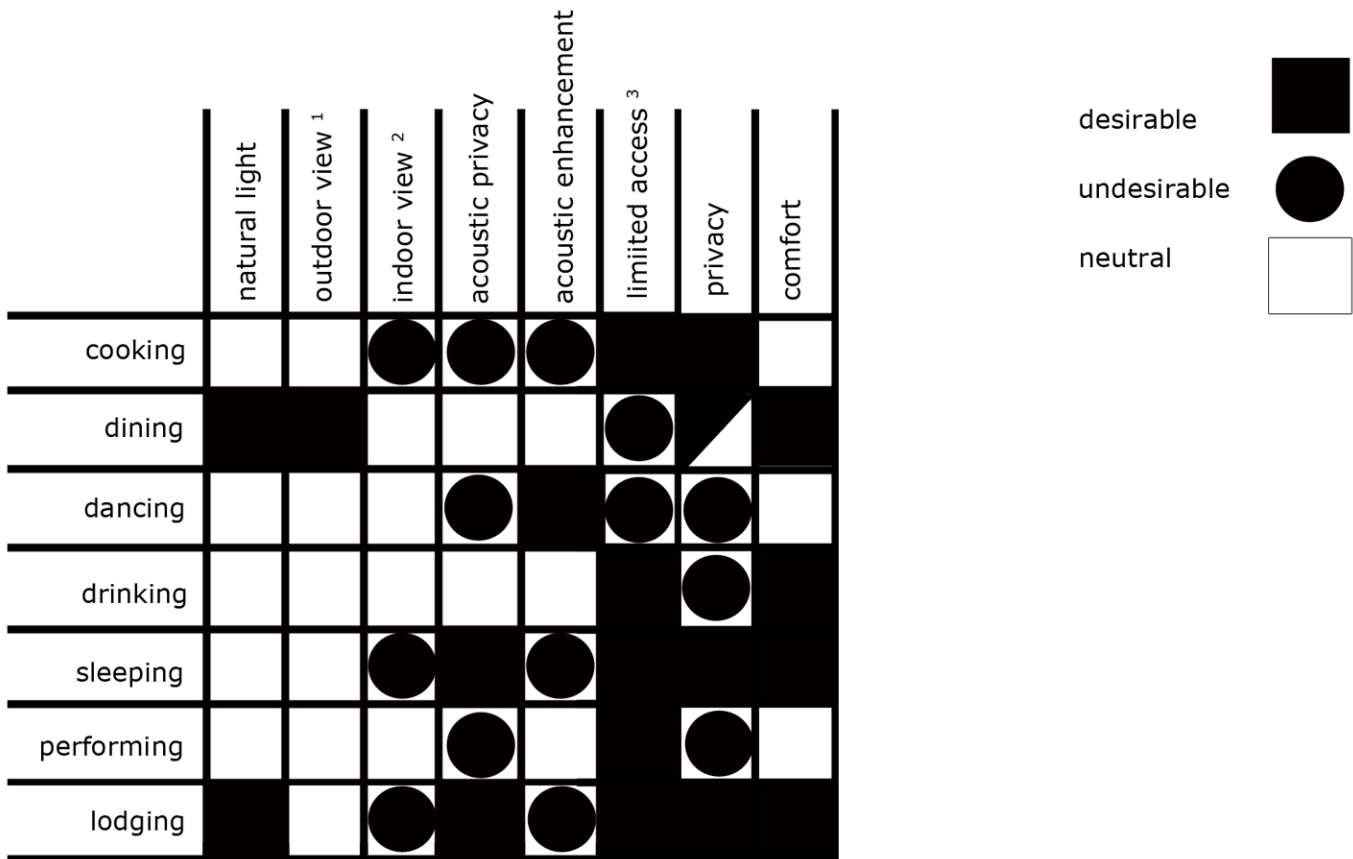 natural light
outdoor view 1
indoor view 2
acoustic privacy
acoustic enhancement
limiited access 3
privacy
comfort
desirable
undesirable
neutral
cooking
dining
dancing
drinking
sleeping
performing
lodging